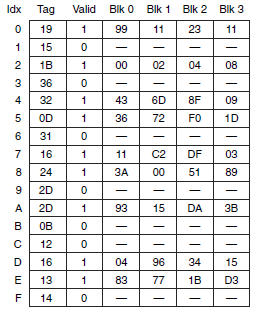 Idx Tag Valid Blk 0 Blk 1 Blk 2 Blk 3
0 19 1 99 11 23 11
1 15 0 — — — —
2 1B 1 00 02 04 08
3 36 0 — — — —
4 32 1 43 6D 8F 09
5 0D 1 36 72 F0 1D
6 31 0 — — — —
7 16 1 11 C2 DF 03
8 24 1 3A 00 51 89
9 2D 0 — — — —
A 2D 1 93 15 DA 3B
B 0B 0 — — — —
C 12 0 — — — —
D 16 1 04 96 34 15
E 13 1 83 77 1B D3
F 14 0 — — — —